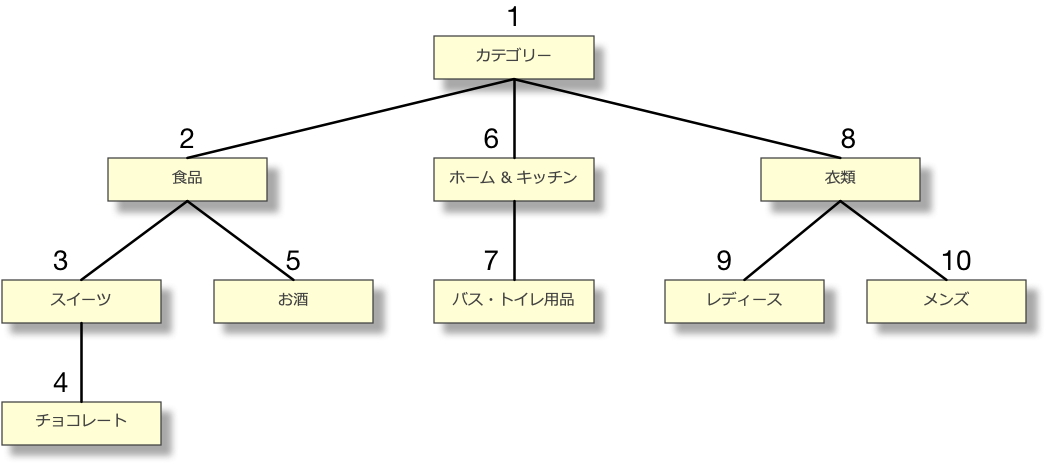 1
カテゴリー
2
6
8
食品
ホーム & キッチン
衣類
3
5
7
9
10
スイーツ
お酒
バス・トイレ用品
レディース
メンズ
4
チョコレート